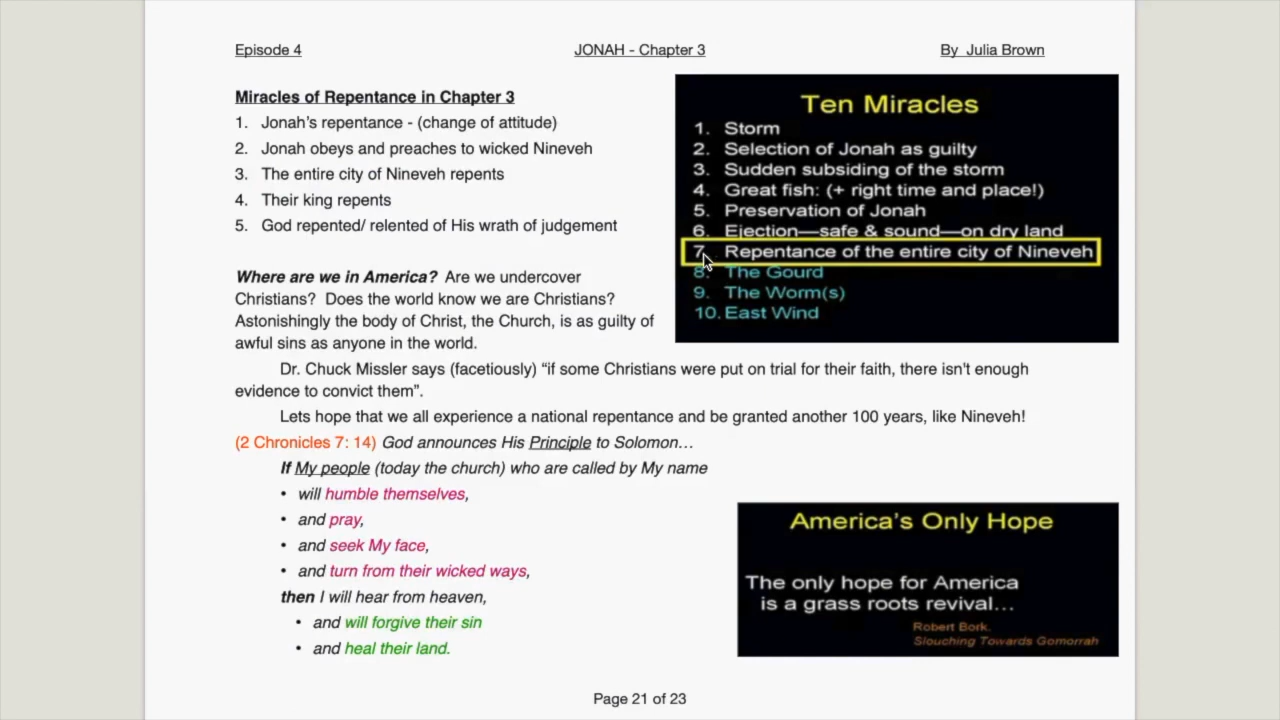 Episode 4
JONAH - Chapter 3
By  Julia Brown
Miracles of Repentance in Chapter 3
1. Jonah's repentance - (change of attitude)
2. Jonah obeys and preaches to wicked Nineveh
3. The entire city of Nineveh repents
4. Their king repents
5. God repented/ relented of His wrath of judgement
Ten Miracles
1. Storm
2. Selection of Jonah as guilty
3. Sudden subsiding of the storm
4. Great fish: (+ right time and place!)
5. Preservation of Jonah
6. Ejection—safe & sound—on dry land
7. Repentance of the entire city of Nineveh
8. The Gourd
9. The Worm(s)
10. East Wind
Where are we in America?  Are we undercover
Christians?  Does the world know we are Christians?
Astonishingly the body of Christ, the Church, is as guilty of
awful sins as anyone in the world.
Dr. Chuck Missler says (facetiously) “if some Christians were put on trial for their faith, there isn't enough
evidence to convict them”.
Lets hope that we all experience a national repentance and be granted another 100 years, like Nineveh!
(2 Chronicles 7: 14) God announces His Principle to Solomon…
If My people (today the church) who are called by My name
• will humble themselves,
• and pray,
• and seek My face,
• and turn from their wicked ways,
then I will hear from heaven,
• and will forgive their sin
• and heal their land.
America's Only Hope
The only hope for America
is a grass roots revival...
Robert Bork.
Slouching Towards Gomorrah
Page 21 of 23